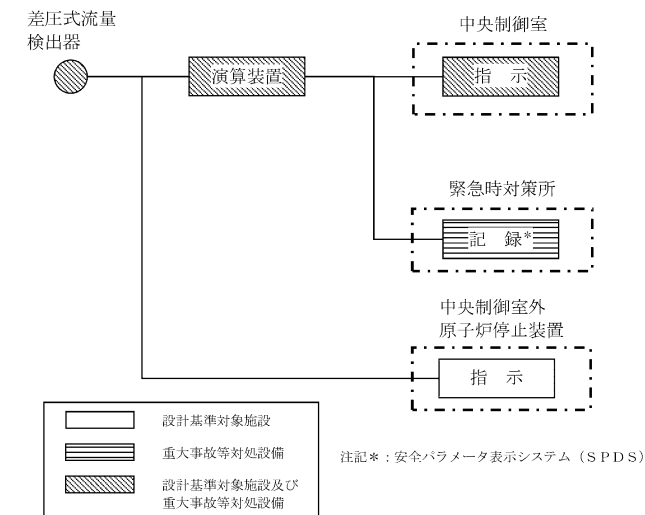 差圧式流量
検出器
演算装置
中央制御室
指　示
緊急時対策所
記　録*
中央制御室外
原子炉停止装置
指　示
設計基準対象施設
重大事故等対処設備
設計基準対象施設及び
重大事故等対処設備
注記＊：安全パラメータ表示システム（ＳＰＤＳ）